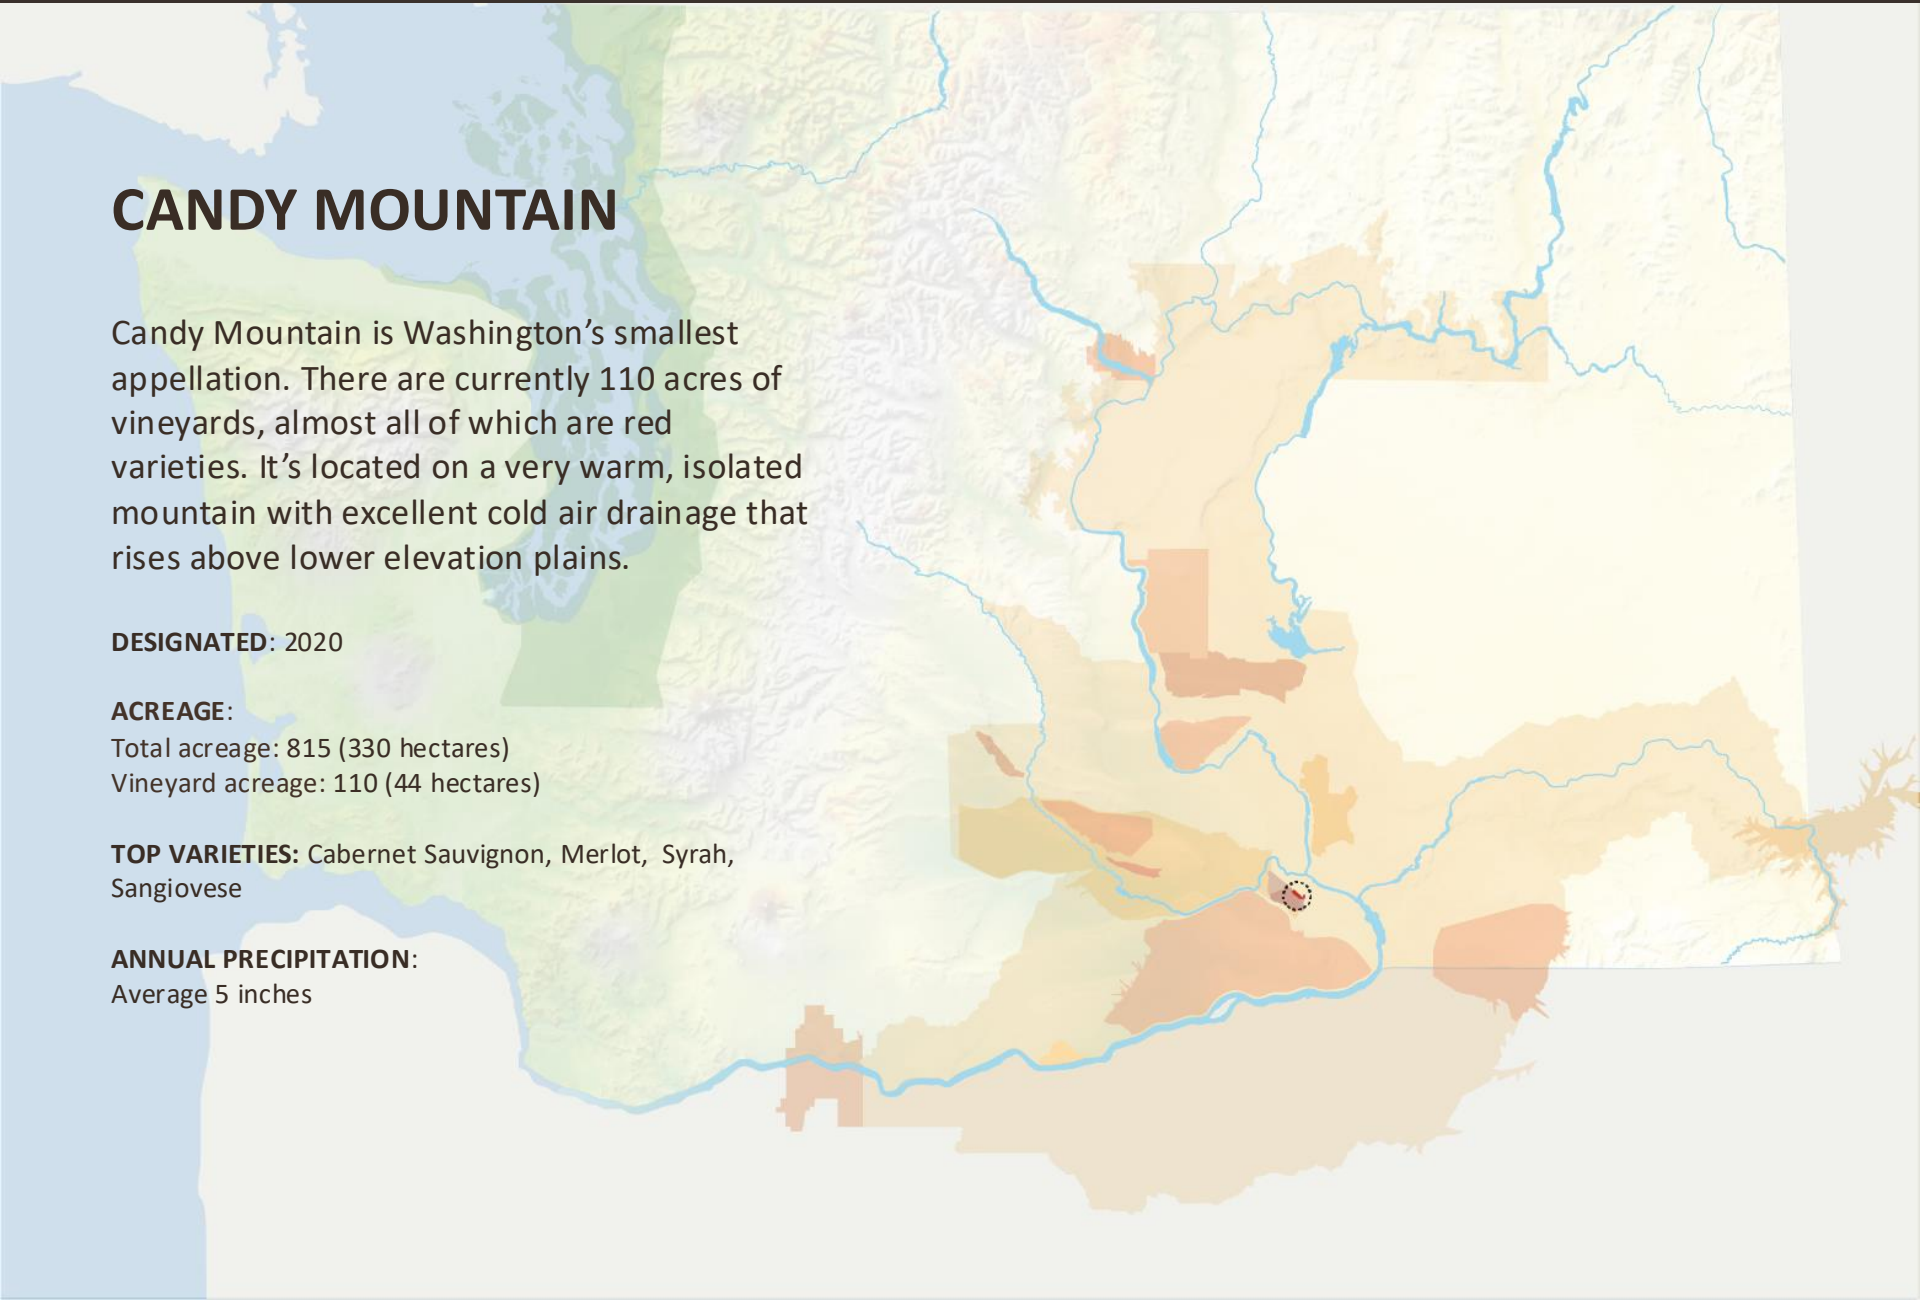 CANDY MOUNTAIN
Candy Mountain is Washington’s smallest
appellation. There are currently 110 acres of
vineyards, almost all of which are red
varieties. It’s located on a very warm, isolated
mountain with excellent cold air drainage that
rises above lower elevation plains.
DESIGNATED: 2020
ACREAGE:
Total acreage: 815 (330 hectares)
Vineyard acreage: 110 (44 hectares)
TOP VARIETIES: Cabernet Sauvignon, Merlot, Syrah,
Sangiovese
ANNUAL PRECIPITATION:
Average 5 inches